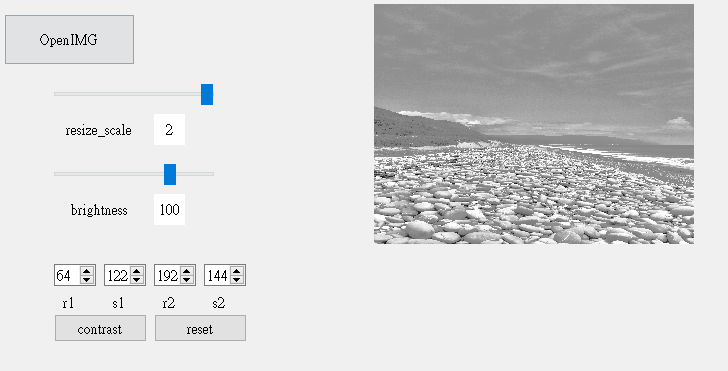 OpenIMG
resize_scale 2
brightness 100
64 122 192 144
r1 s1 r2 s2
contrast reset